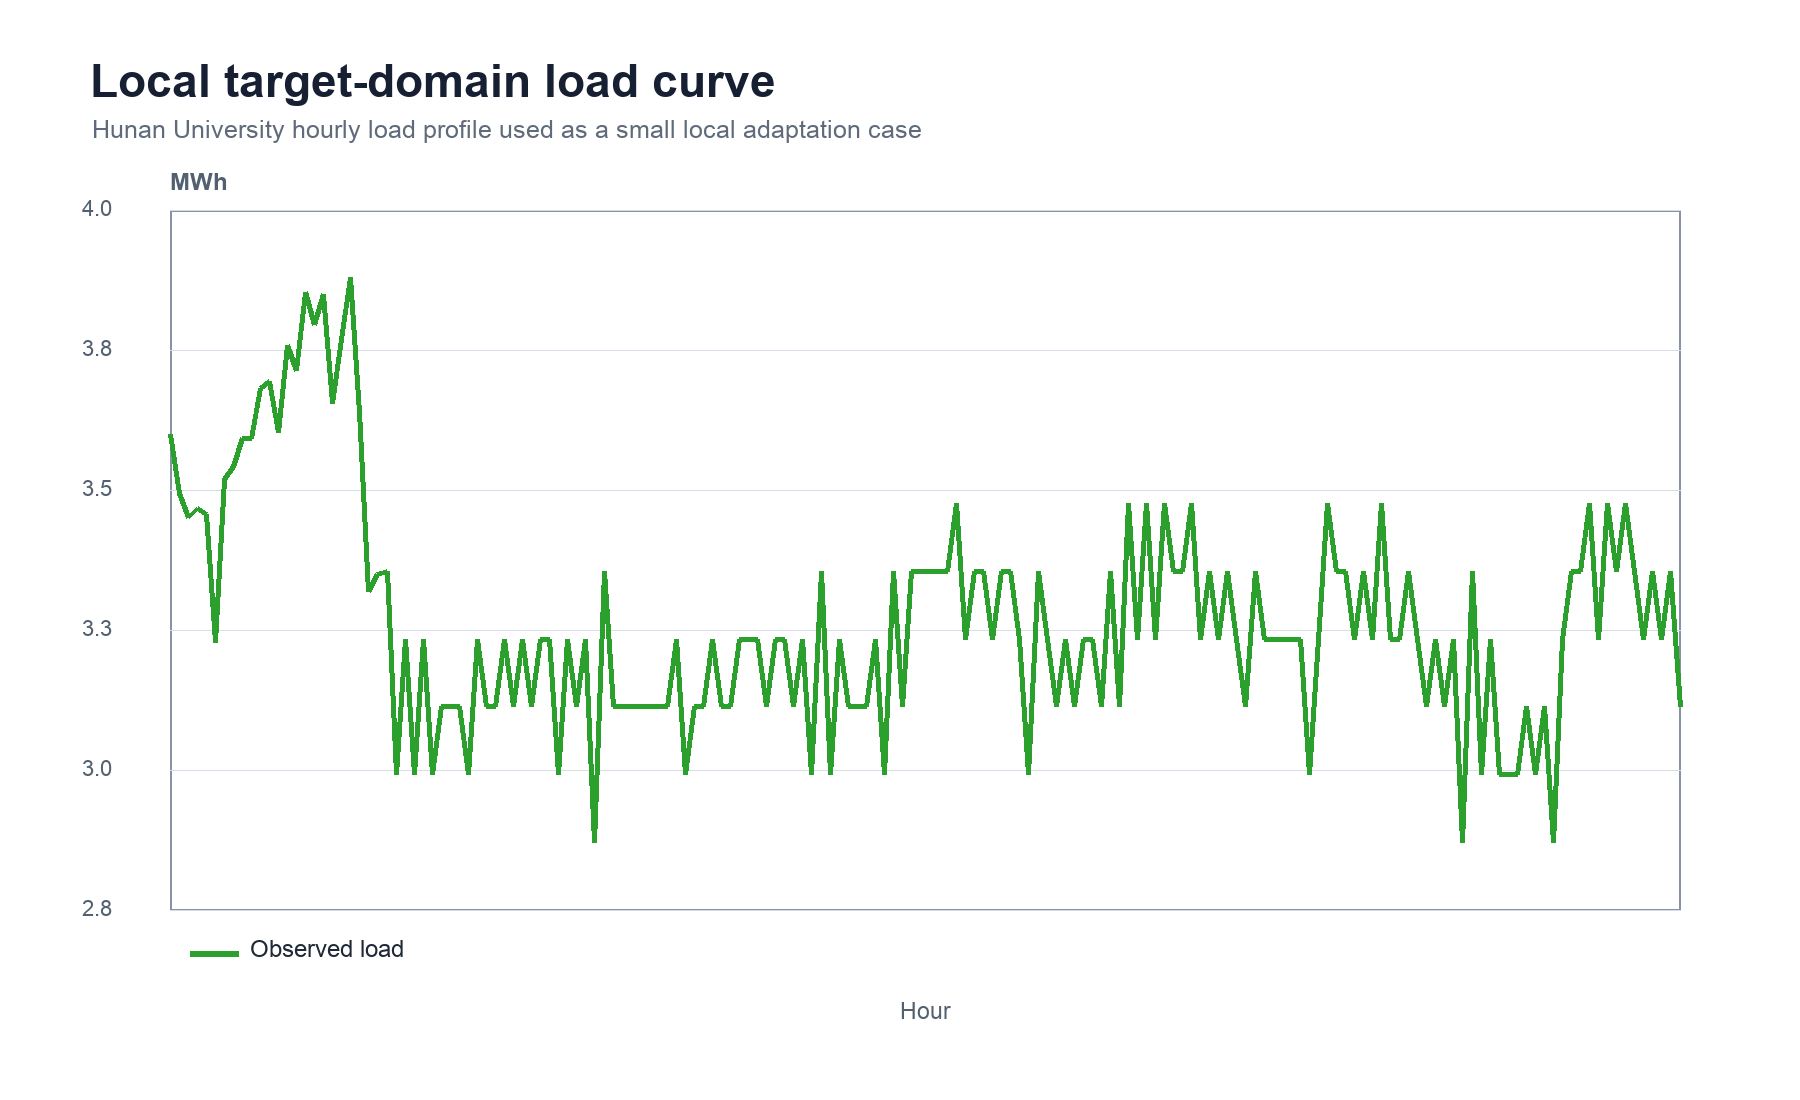 Local target-domain load curve
Hunan University hourly load profile used as a small local adaptation case
MWh
4.0
3.8
3.5
3.3
3.0
2.8
Observed load
Hour